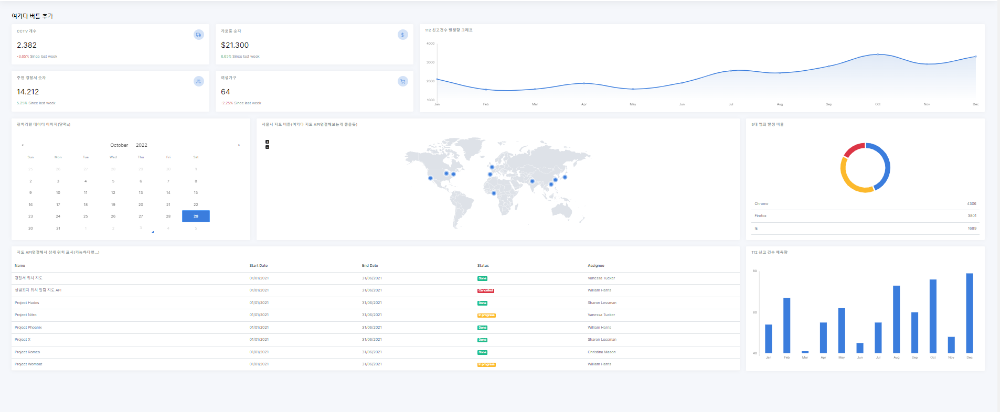 여기다 버튼 추가
CCTV 개수
2.382
-3.65% Since last week
가로등 숫자
$21.300
6.65% Since last week
주변 경찰서 숫자
14.212
5.25% Since last week
여성가구
64
-2.25% Since last week
112 신고건수 발생량 그래프
4000
3000
2000
1000
Jan Feb Mar Apr May Jun Jul Aug Sep Oct Nov Dec
전처리한 데이터 이미지(달력x)
« October 2022 »
Sun Mon Tue Wed Thu Fri Sat
25 26 27 28 29 30 1
2 3 4 5 6 7 8
9 10 11 12 13 14 15
16 17 18 19 20 21 22
23 24 25 26 27 28 29
30 31 1 2 3 4 5
서울시 지도 버튼(여기다 지도 API연결해보는게 좋을듯)
+
-
5대 범죄 발생 비율
Chrome 4306
Firefox 3801
IE 1689
지도 API연결해서 상세 위치 표시(가능하다면...)
Name Start Date End Date Status Assignee
경찰서 위치 지도 01/01/2021 31/06/2021 Done Vanessa Tucker
성범죄지 위치 알림 지도 API 01/01/2021 31/06/2021 Cancelled William Harris
Project Hades 01/01/2021 31/06/2021 Done Sharon Lessman
Project Nitro 01/01/2021 31/06/2021 In progress Vanessa Tucker
Project Phoenix 01/01/2021 31/06/2021 Done William Harris
Project X 01/01/2021 31/06/2021 Done Sharon Lessman
Project Romeo 01/01/2021 31/06/2021 Done Christina Mason
Project Wombat 01/01/2021 31/06/2021 In progress William Harris
112 신고 건수 예측량
80
60
40
Jan Feb Mar Apr May Jun Jul Aug Sep Oct Nov Dec